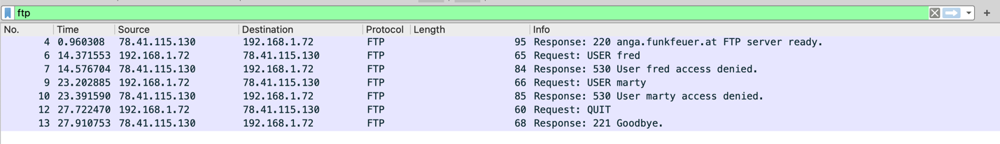 ftp
No. Time Source Destination Protocol Length Info
4 0.960308 78.41.115.130 192.168.1.72 FTP 95 Response: 220 anga.funkfeuer.at FTP server ready.
6 14.371553 192.168.1.72 78.41.115.130 FTP 65 Request: USER fred
7 14.576704 78.41.115.130 192.168.1.72 FTP 84 Response: 530 User fred access denied.
9 23.202885 192.168.1.72 78.41.115.130 FTP 66 Request: USER marty
10 23.391590 78.41.115.130 192.168.1.72 FTP 85 Response: 530 User marty access denied.
12 27.722470 192.168.1.72 78.41.115.130 FTP 60 Request: QUIT
13 27.910753 78.41.115.130 192.168.1.72 FTP 68 Response: 221 Goodbye.